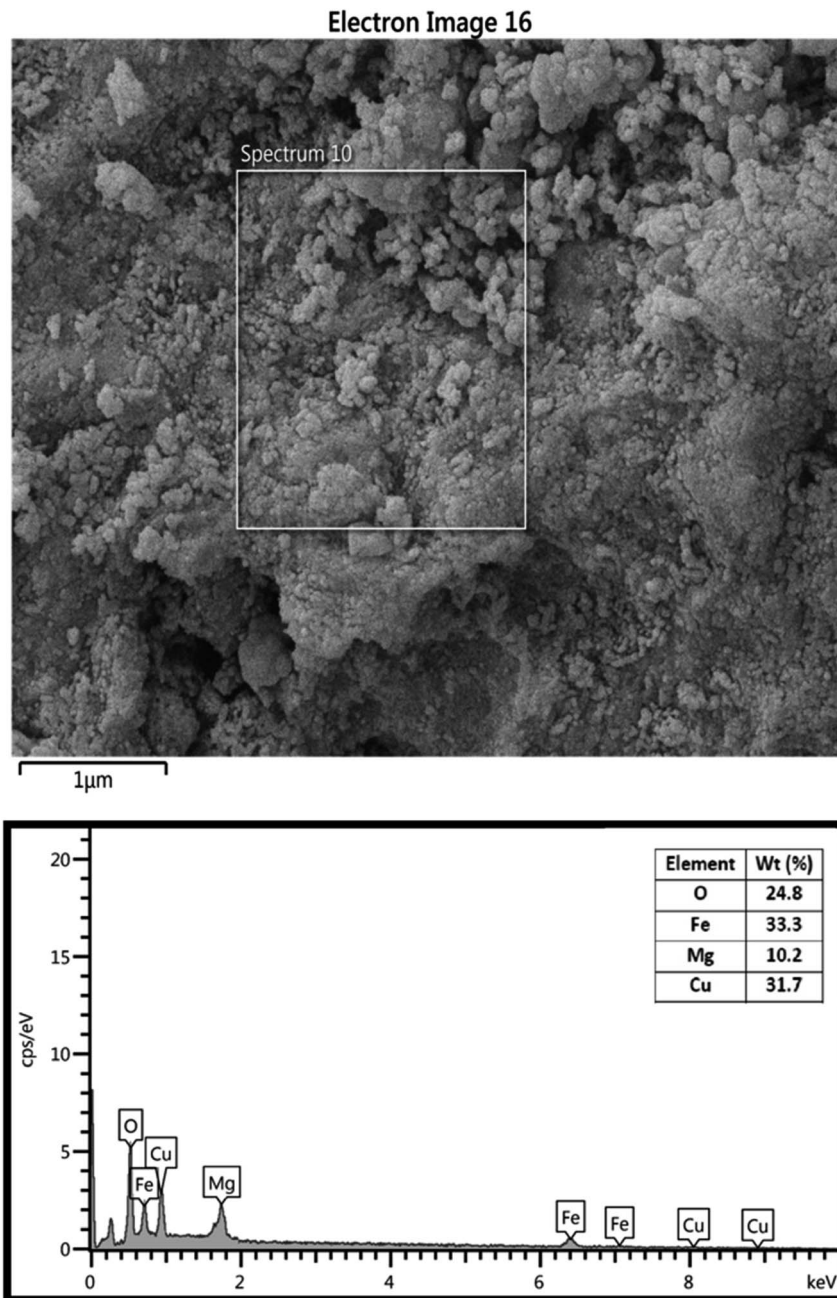 Electron Image 16
Spectrum 10
1μm
Element Wt (%)
O 24.8
Fe 33.3
Mg 10.2
Cu 31.7
20
15
10
5
0
cps/eV
O
Cu
Fe
Mg
Fe
Fe
Cu
Cu
0 2 4 6 8 keV